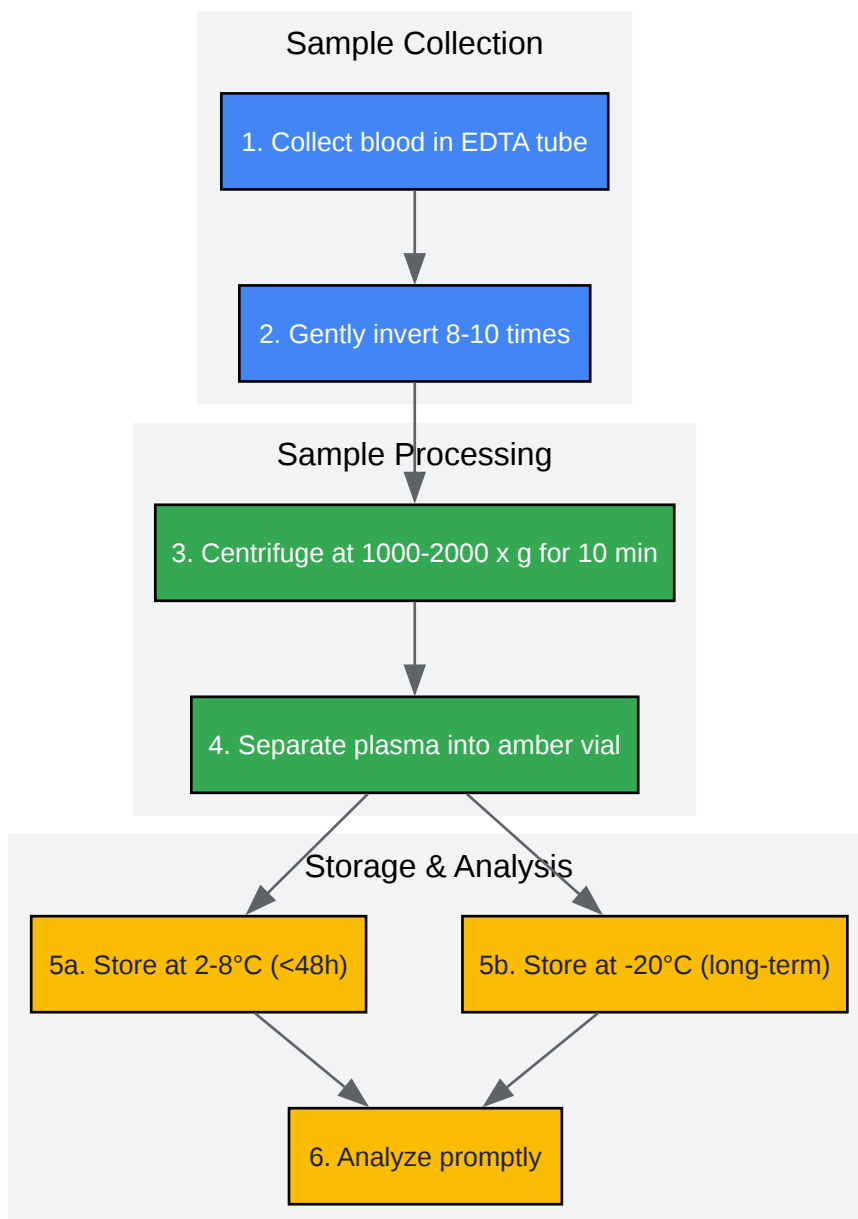 Sample Collection
1. Collect blood in EDTA tube
2. Gently invert 8-10 times
Sample Processing
3. Centrifuge at 1000-2000 x g for 10 min
4. Separate plasma into amber vial
Storage & Analysis
5a. Store at 2-8°C (<48h)
5b. Store at -20°C (long-term)
6. Analyze promptly